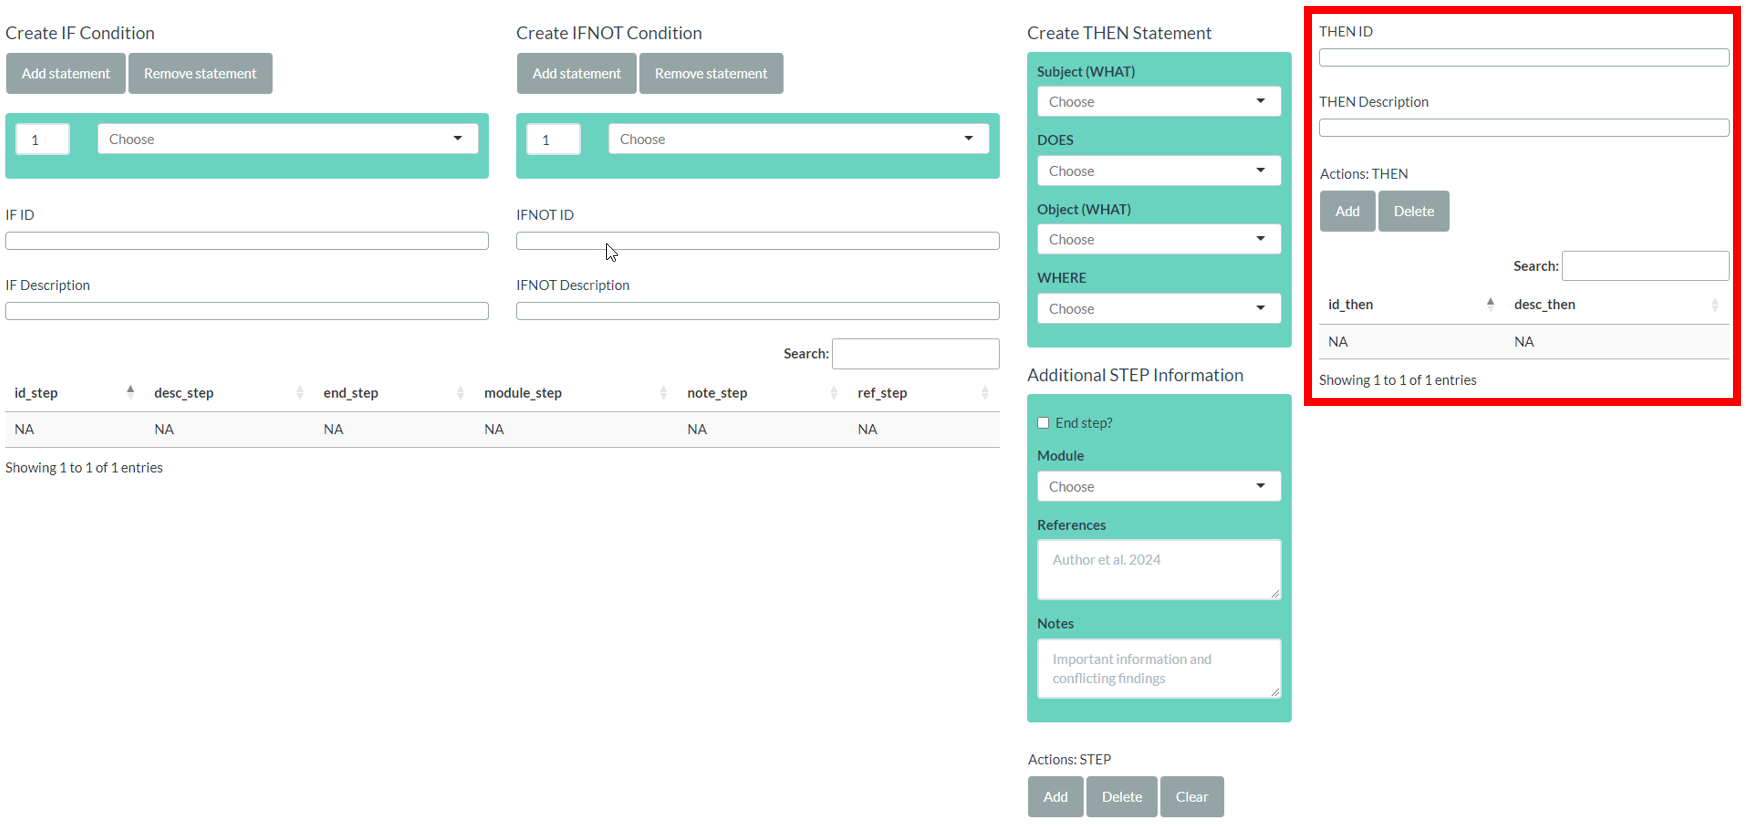 Create IF Condition
Add statement
Remove statement
1
Choose
IF ID
IF Description
Create IFNOT Condition
Add statement
Remove statement
1
Choose
IFNOT ID
IFNOT Description
Search:
id_step desc_step end_step module_step note_step ref_step
NA NA NA NA NA NA
Showing 1 to 1 of 1 entries
Create THEN Statement
Subject (WHAT)
Choose
DOES
Choose
Object (WHAT)
Choose
WHERE
Choose
Additional STEP Information
End step?
Module
Choose
References
Author et al. 2024
Notes
Important information and
conflicting findings
Actions: STEP
Add
Delete
Clear
THEN ID
THEN Description
Actions: THEN
Add
Delete
Search:
id_then desc_then
NA NA
Showing 1 to 1 of 1 entries